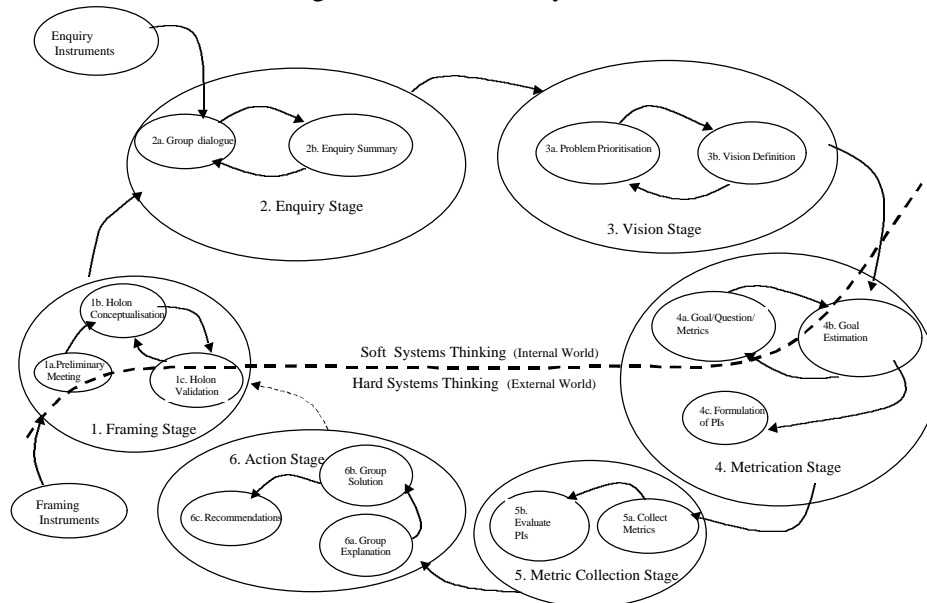 Enquiry
Instruments
2a. Group dialogue
2b. Enquiry Summary
2. Enquiry Stage
3a. Problem Prioritisation
3b. Vision Definition
3. Vision Stage
1b. Holon
Conceptualisation
1a.Preliminary
Meeting
1c. Holon
Validation
1. Framing Stage
Framing
Instruments
Soft Systems Thinking (Internal World)
Hard Systems Thinking (External World)
4a. Goal/Question/
Metrics
4b. Goal
Estimation
4c. Formulation
of PIs
4. Metrication Stage
5b.
Evaluate
PIs
5a. Collect
Metrics
5. Metric Collection Stage
6. Action Stage
6b. Group
Solution
6c. Recommendations
6a. Group
Explanation